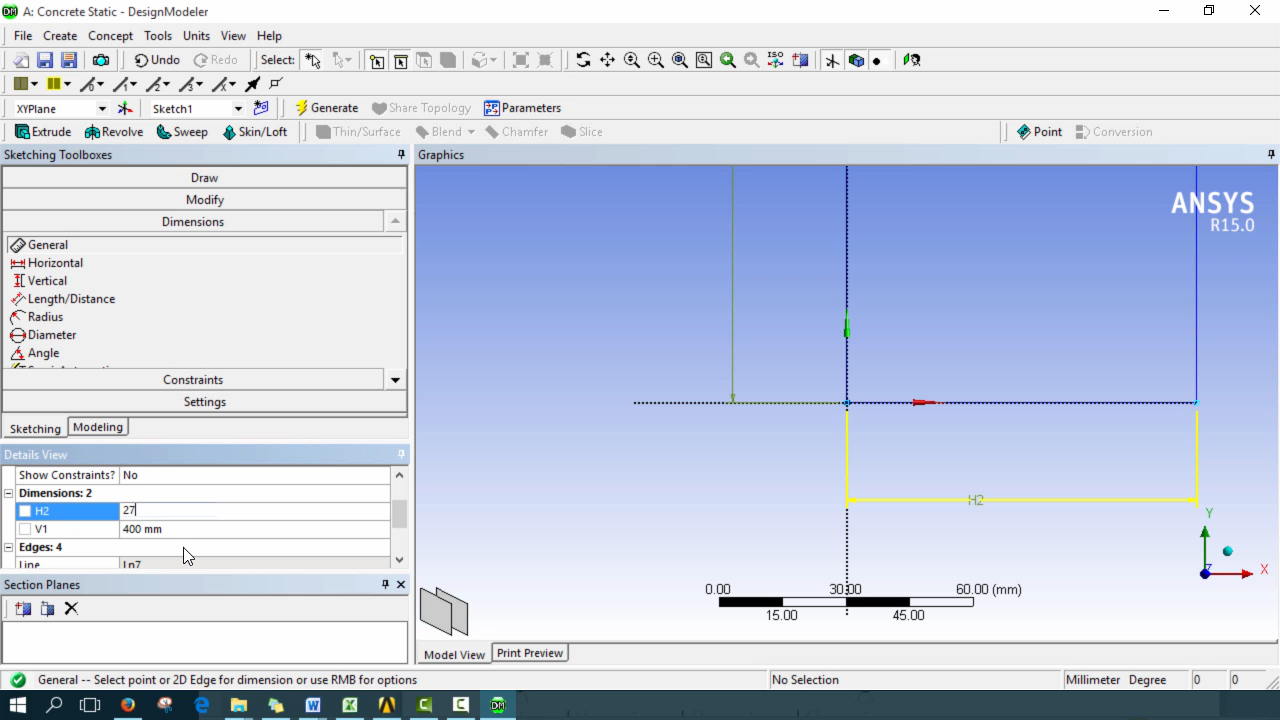 A: Concrete Static - DesignModeler
File Create Concept Tools Units View Help
Undo Redo Select:
ISO
XYPlane Sketch1 Generate Share Topology Parameters
Extrude Revolve Sweep Skin/Loft Thin/Surface Blend Chamfer Slice Point Conversion
Sketching Toolboxes
Draw
Modify
Dimensions
General
Horizontal
Vertical
Length/Distance
Radius
Diameter
Angle
Constraints
Settings
Sketching Modeling
Details View
Show Constraints? No
Dimensions: 2
H2 27
V1 400 mm
Edges: 4
Line Ln7
Section Planes
Graphics
ANSYS
R15.0
H2
Y
X
Z
0.00 30.00 60.00 (mm)
15.00 45.00
Model View Print Preview
General -- Select point or 2D Edge for dimension or use RMB for options No Selection Millimeter Degree 0 0